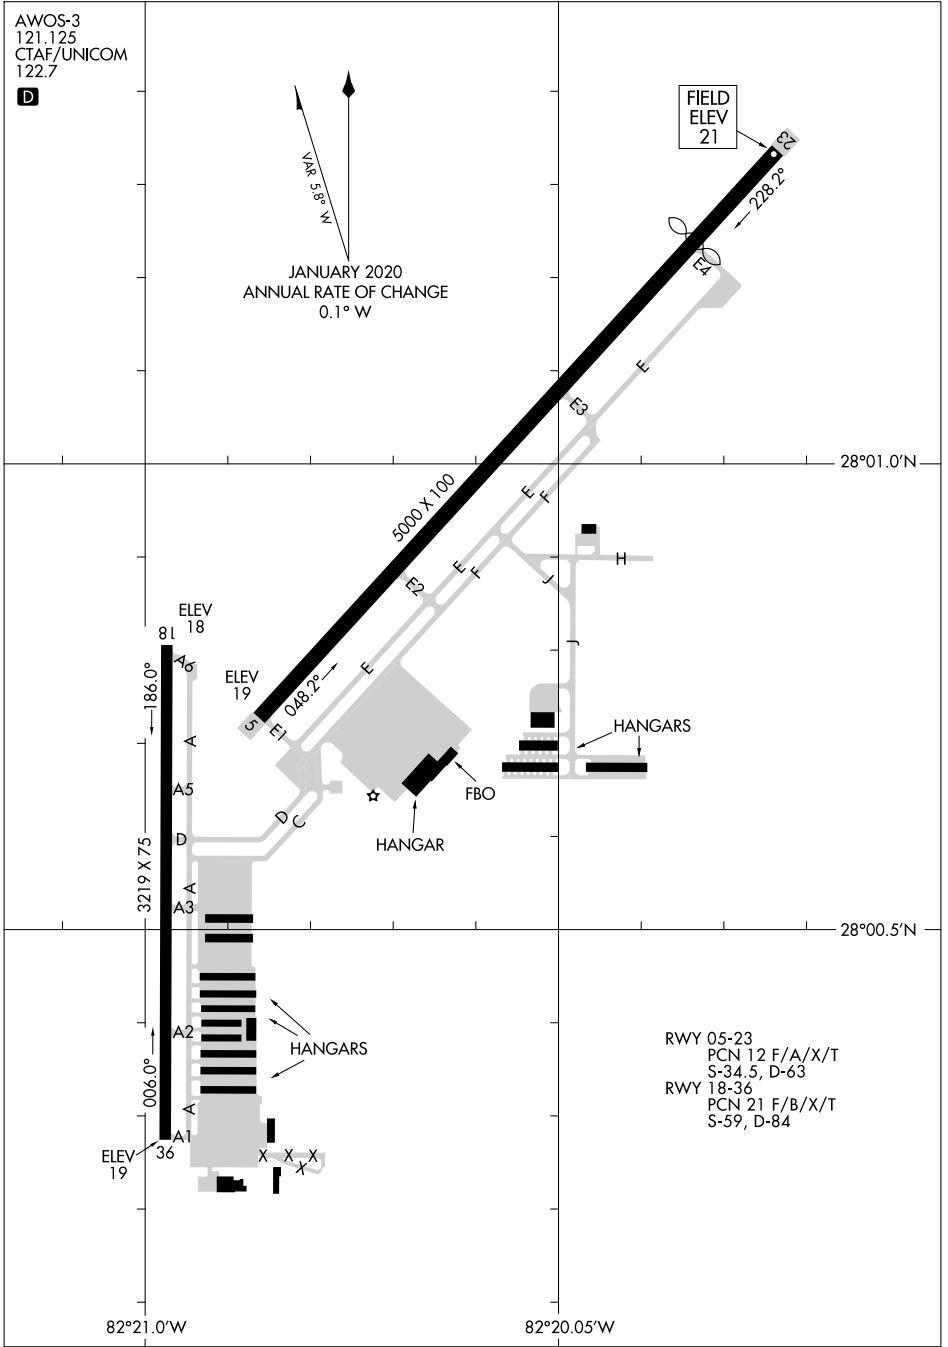 AWOS-3
121.125
CTAF/UNICOM
122.7
D
VAR 5.8° W
JANUARY 2020
ANNUAL RATE OF CHANGE
0.1° W
FIELD
ELEV
21
23
228.2°
E4
E
E3
28°01.0'N
5000 X 100
E
F
H
E
F
J
E2
J
ELEV
18
18
A6
E
ELEV
19
048.2°
186.0°
5
E1
HANGARS
A
A5
FBO
D
C
D
HANGAR
3219 X 75
A
A3
28°00.5'N
A2
HANGARS
006.0°
RWY 05-23
PCN 12 F/A/X/T
S-34.5, D-63
RWY 18-36
PCN 21 F/B/X/T
S-59, D-84
A
A1
36
ELEV
19
X X X
X
82°21.0'W
82°20.05'W